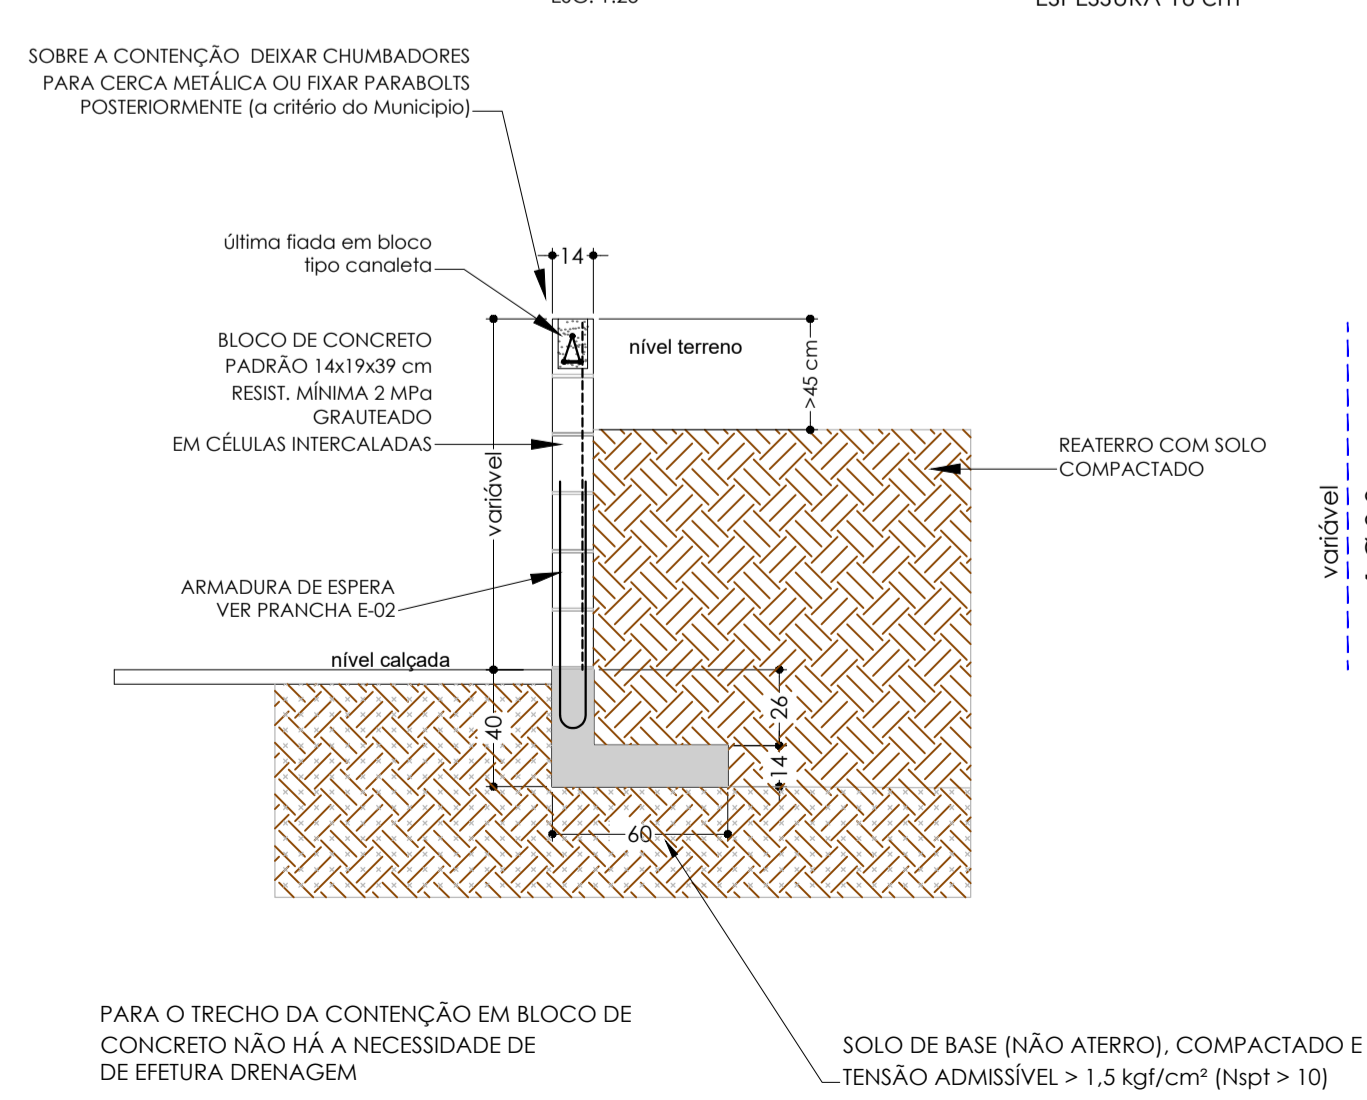 SOBRE A CONTENÇÃO  DEIXAR CHUMBADORES
PARA CERCA METÁLICA OU FIXAR PARABOLTS
POSTERIORMENTE (a critério do Municipio)
última fiada em bloco
tipo canaleta
14
BLOCO DE CONCRETO
PADRÃO 14x19x39 cm
RESIST. MÍNIMA 2 MPa
GRAUTEADO
EM CÉLULAS INTERCALADAS
nível terreno
>45 cm
variável
REATERRO COM SOLO
COMPACTADO
variável
ARMADURA DE ESPERA
VER PRANCHA E-02
nível calçada
40
26
14
60
PARA O TRECHO DA CONTENÇÃO EM BLOCO DE
CONCRETO NÃO HÁ A NECESSIDADE DE
DE EFETURA DRENAGEM
SOLO DE BASE (NÃO ATERRO), COMPACTADO E
TENSÃO ADMISSÍVEL > 1,5 kgf/cm² (Nspt > 10)